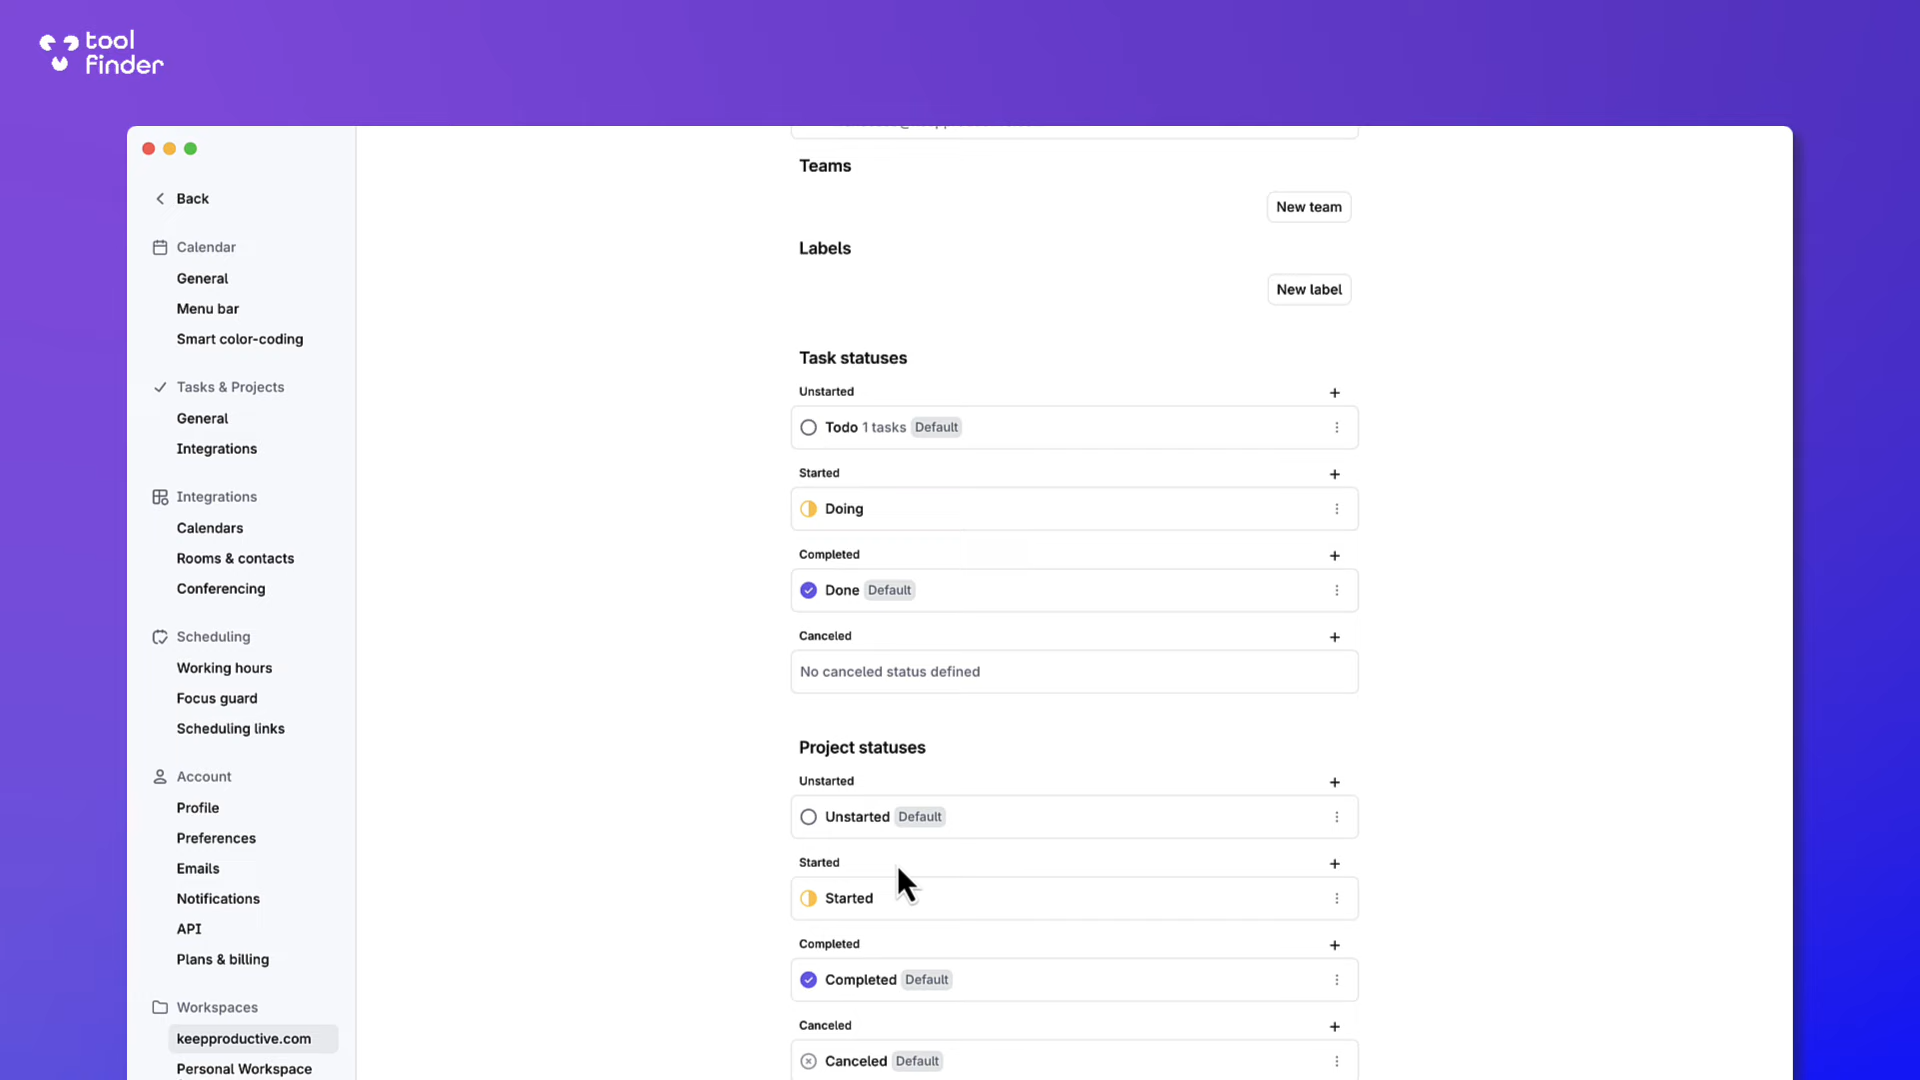 tool
finder
Back
Calendar
General
Menu bar
Smart color-coding
Tasks & Projects
General
Integrations
Integrations
Calendars
Rooms & contacts
Conferencing
Scheduling
Working hours
Focus guard
Scheduling links
Account
Profile
Preferences
Emails
Notifications
API
Plans & billing
Workspaces
keepproductive.com
Personal Workspace
Teams
New team
Labels
New label
Task statuses
Unstarted
Todo 1 tasks Default
Started
Doing
Completed
Done Default
Canceled
No canceled status defined
Project statuses
Unstarted
Unstarted Default
Started
Started
Completed
Completed Default
Canceled
Canceled Default